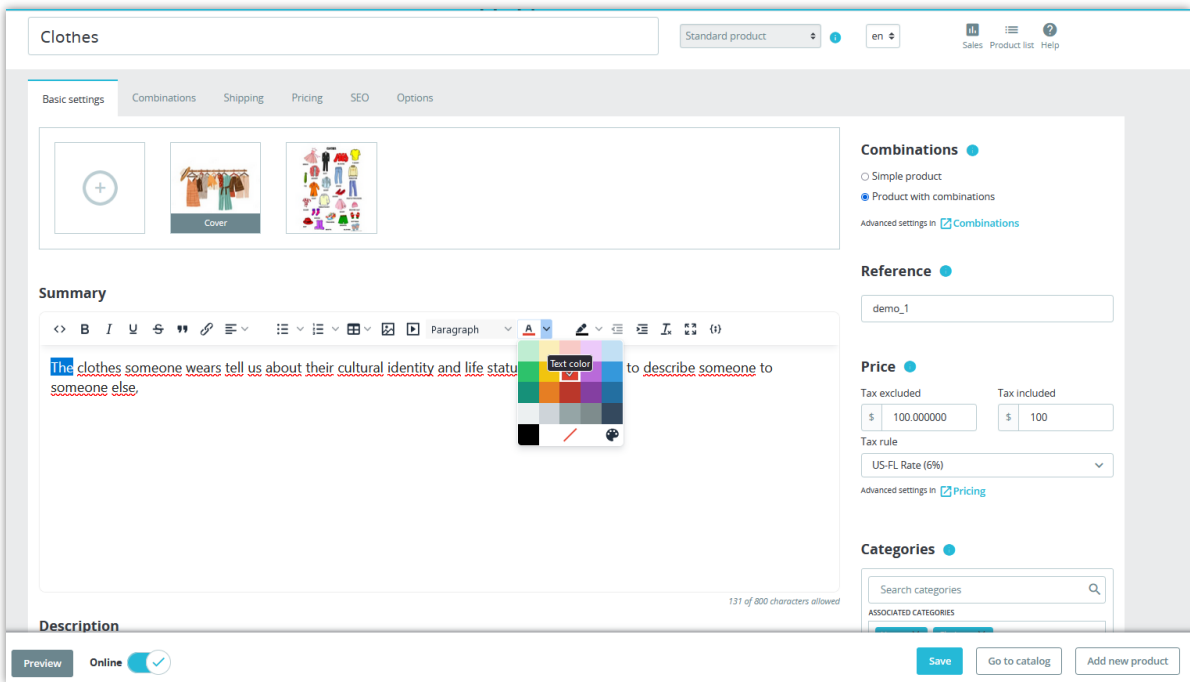 Clothes
Standard product
en
Sales Product list Help
Basic settings Combinations Shipping Pricing SEO Options
Cover
Combinations
Simple product
Product with combinations
Advanced settings in Combinations
Reference
demo_1
Summary
Paragraph
Text color
The clothes someone wears tell us about their cultural identity and life statu to describe someone to
someone else,
131 of 800 characters allowed
Price
Tax excluded Tax included
$ 100.000000 $ 100
Tax rule
US-FL Rate (6%)
Advanced settings in Pricing
Categories
Search categories
ASSOCIATED CATEGORIES
Description
Preview Online Save Go to catalog Add new product